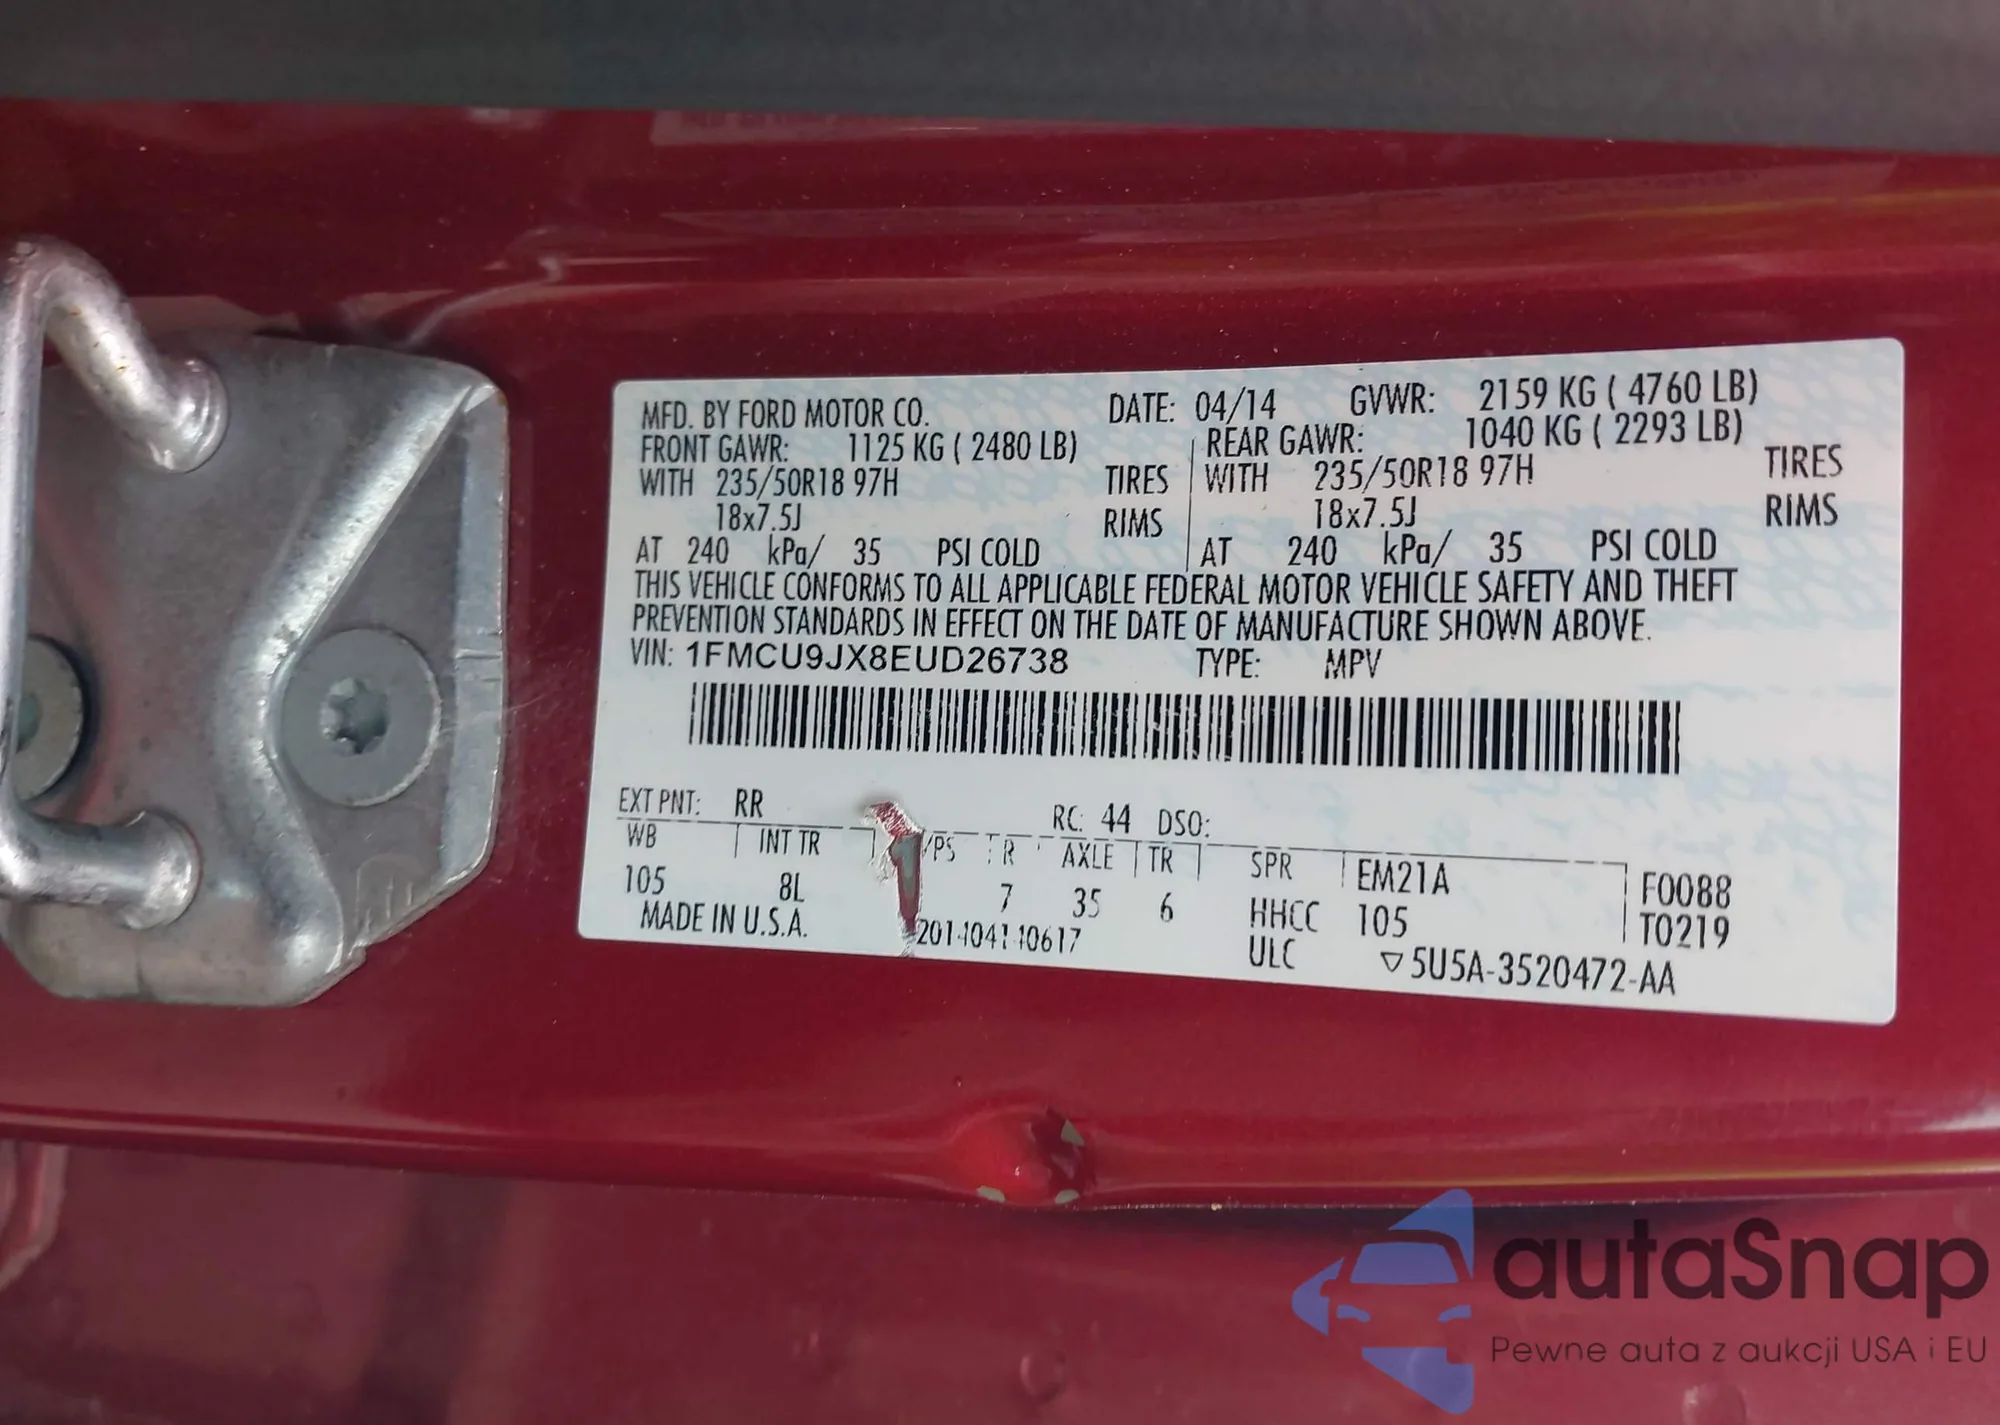 MFD. BY FORD MOTOR CO. DATE: 04/14 GVWR: 2159 KG ( 4760 LB)
FRONT GAWR: 1125 KG ( 2480 LB) REAR GAWR: 1040 KG ( 2293 LB)
WITH 235/50R18 97H TIRES WITH 235/50R18 97H TIRES
18x7.5J RIMS 18x7.5J RIMS
AT 240 kPa/ 35 PSI COLD AT 240 kPa/ 35 PSI COLD
THIS VEHICLE CONFORMS TO ALL APPLICABLE FEDERAL MOTOR VEHICLE SAFETY AND THEFT
PREVENTION STANDARDS IN EFFECT ON THE DATE OF MANUFACTURE SHOWN ABOVE.
VIN: 1FMCU9JX8EUD26738 TYPE: MPV
EXT PNT: RR RC: 44 DSO:
WB INT TR /PS R AXLE TR SPR EM21A F0088
105 8L 7 35 6 HHCC 105 T0219
MADE IN U.S.A. 201404140617 ULC ▽5U5A-3520472-AA
autaSnap
Pewne auta z aukcji USA i EU